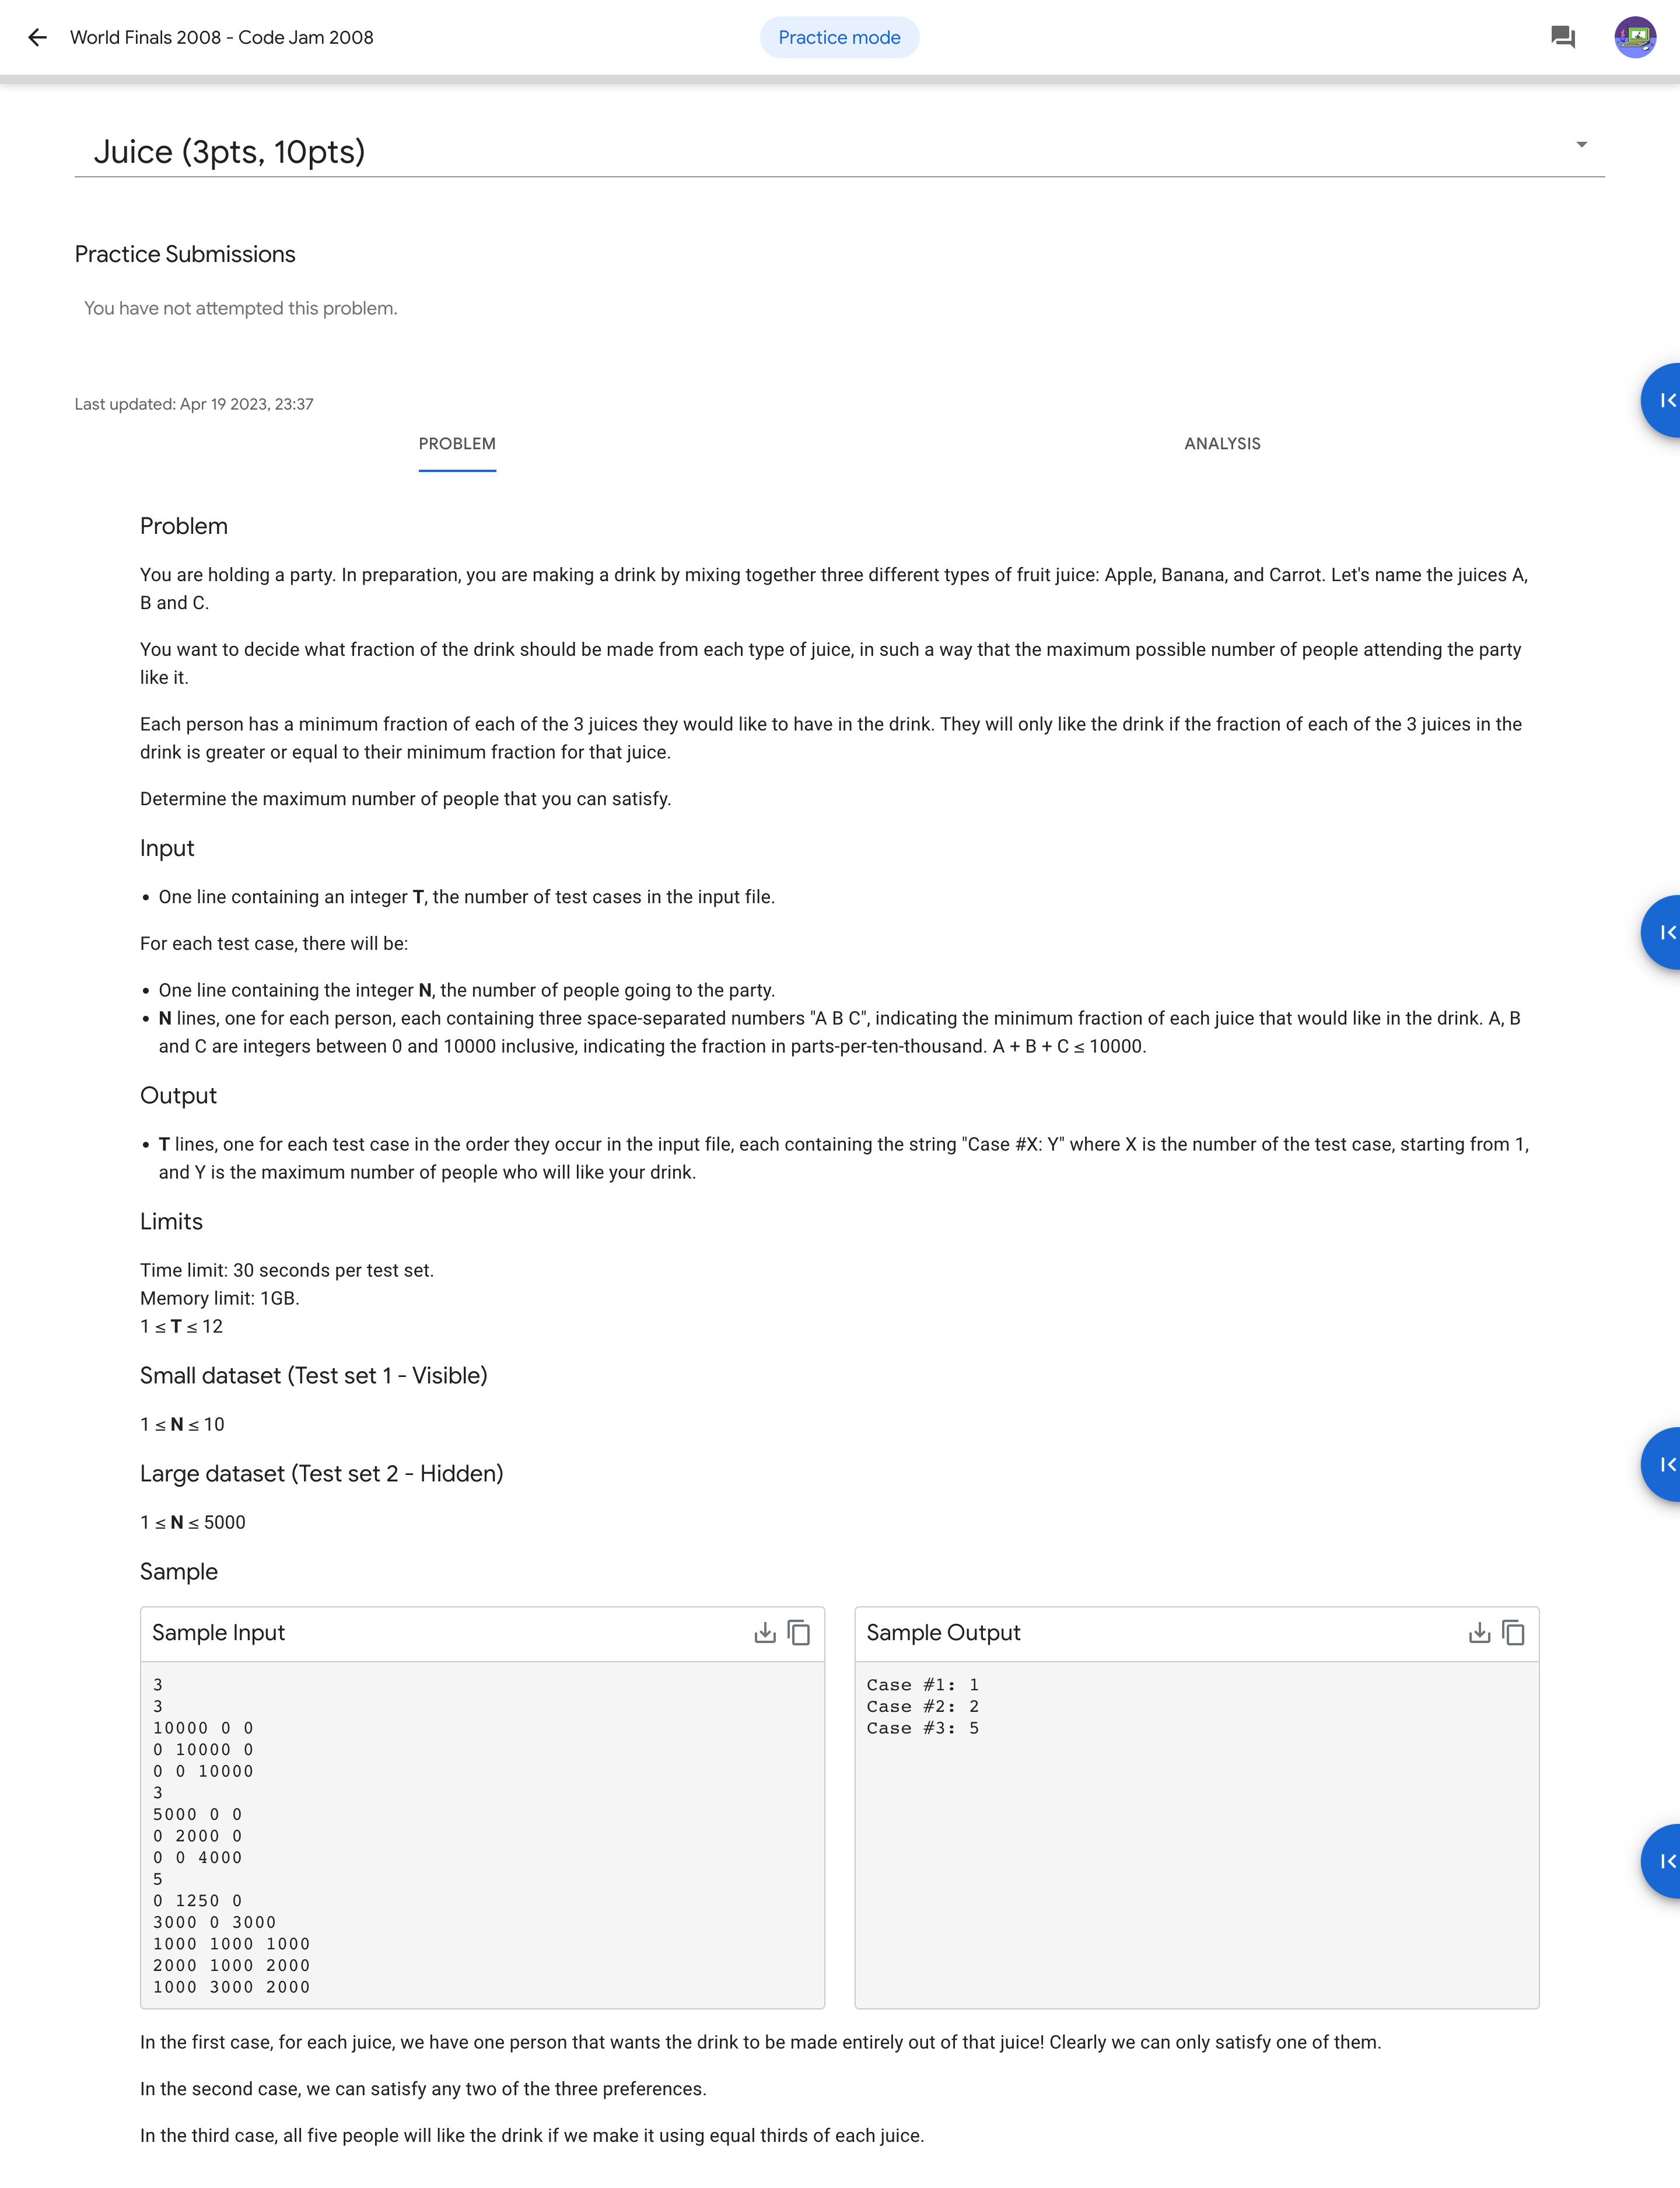 World Finals 2008 - Code Jam 2008
Practice mode
Juice (3pts, 10pts)
Practice Submissions
You have not attempted this problem.
Last updated: Apr 19 2023, 23:37
PROBLEM
ANALYSIS
Problem
You are holding a party. In preparation, you are making a drink by mixing together three different types of fruit juice: Apple, Banana, and Carrot. Let's name the juices A,
B and C.
You want to decide what fraction of the drink should be made from each type of juice, in such a way that the maximum possible number of people attending the party
like it.
Each person has a minimum fraction of each of the 3 juices they would like to have in the drink. They will only like the drink if the fraction of each of the 3 juices in the
drink is greater or equal to their minimum fraction for that juice.
Determine the maximum number of people that you can satisfy.
Input
• One line containing an integer T, the number of test cases in the input file.
For each test case, there will be:
• One line containing the integer N, the number of people going to the party.
• N lines, one for each person, each containing three space-separated numbers "A B C", indicating the minimum fraction of each juice that would like in the drink. A, B
and C are integers between 0 and 10000 inclusive, indicating the fraction in parts-per-ten-thousand. A + B + C ≤ 10000.
Output
• T lines, one for each test case in the order they occur in the input file, each containing the string "Case #X: Y" where X is the number of the test case, starting from 1,
and Y is the maximum number of people who will like your drink.
Limits
Time limit: 30 seconds per test set.
Memory limit: 1GB.
1 ≤ T ≤ 12
Small dataset (Test set 1 - Visible)
1 ≤ N ≤ 10
Large dataset (Test set 2 - Hidden)
1 ≤ N ≤ 5000
Sample
Sample Input
3
3
10000 0 0
0 10000 0
0 0 10000
3
5000 0 0
0 2000 0
0 0 4000
5
0 1250 0
3000 0 3000
1000 1000 1000
2000 1000 2000
1000 3000 2000
Sample Output
Case #1: 1
Case #2: 2
Case #3: 5
In the first case, for each juice, we have one person that wants the drink to be made entirely out of that juice! Clearly we can only satisfy one of them.
In the second case, we can satisfy any two of the three preferences.
In the third case, all five people will like the drink if we make it using equal thirds of each juice.